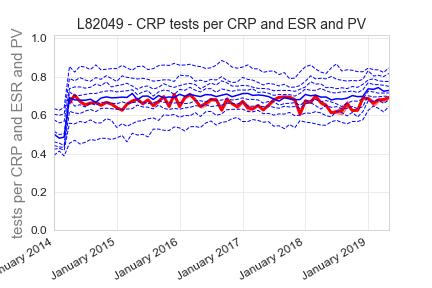 L82049 - CRP tests per CRP and ESR and PV
tests per CRP and ESR and PV
1.0
0.8
0.6
0.4
0.2
0.0
nuary 2014
January 2015
January 2016
January 2017
January 2018
January 2019